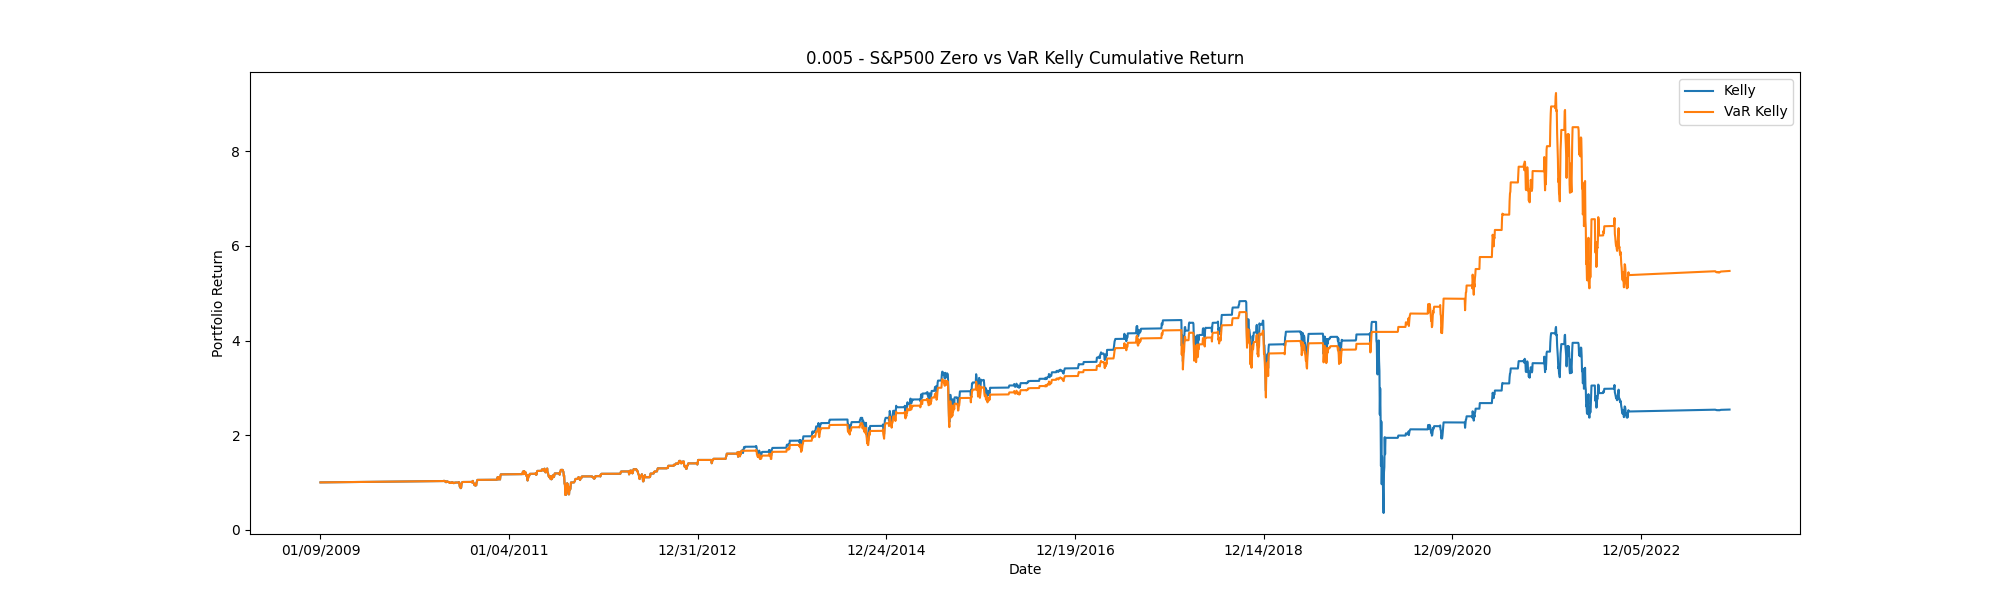 0.005 - S&P500 Zero vs VaR Kelly Cumulative Return
Kelly
VaR Kelly
Portfolio Return
8
6
4
2
0
01/09/2009
01/04/2011
12/31/2012
12/24/2014
12/19/2016
12/14/2018
12/09/2020
12/05/2022
Date